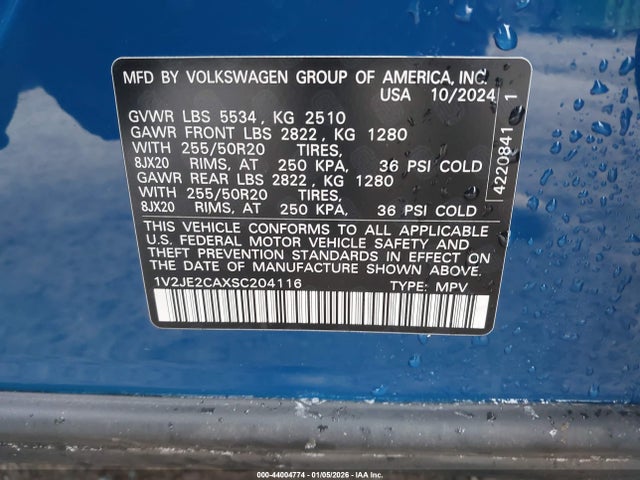 MFD BY VOLKSWAGEN GROUP OF AMERICA, INC.
USA 10/2024
GVWR LBS 5534, KG 2510
GAWR FRONT LBS 2822, KG 1280
WITH 255/50R20 TIRES,
8JX20 RIMS, AT 250 KPA, 36 PSI COLD
GAWR REAR LBS 2822, KG 1280
WITH 255/50R20 TIRES,
8JX20 RIMS, AT 250 KPA, 36 PSI COLD
THIS VEHICLE CONFORMS TO ALL APPLICABLE
U.S. FEDERAL MOTOR VEHICLE SAFETY AND
THEFT PREVENTION STANDARDS IN EFFECT ON
THE DATE OF MANUFACTURE SHOWN ABOVE.
1V2JE2CAXSC204116 TYPE: MPV
4220841 1
000-44004774 - 01/05/2026 - IAA Inc.